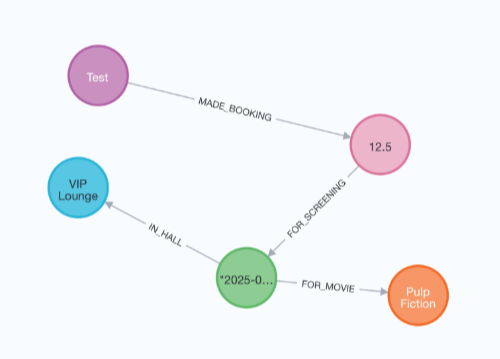 Test
MADE_BOOKING
12.5
FOR_SCREENING
VIP
Lounge
IN_HALL
"2025-0...
FOR_MOVIE
Pulp
Fiction